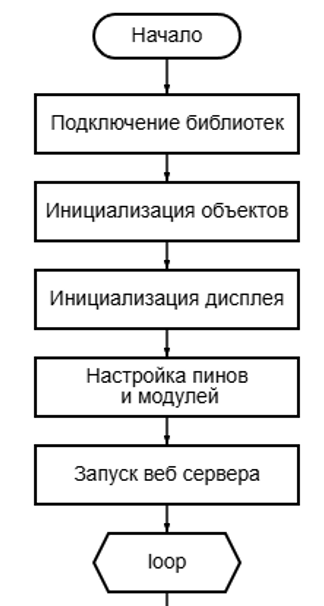 Начало
Подключение библиотек
Инициализация объектов
Инициализация дисплея
Настройка пинов
и модулей
Запуск веб сервера
loop